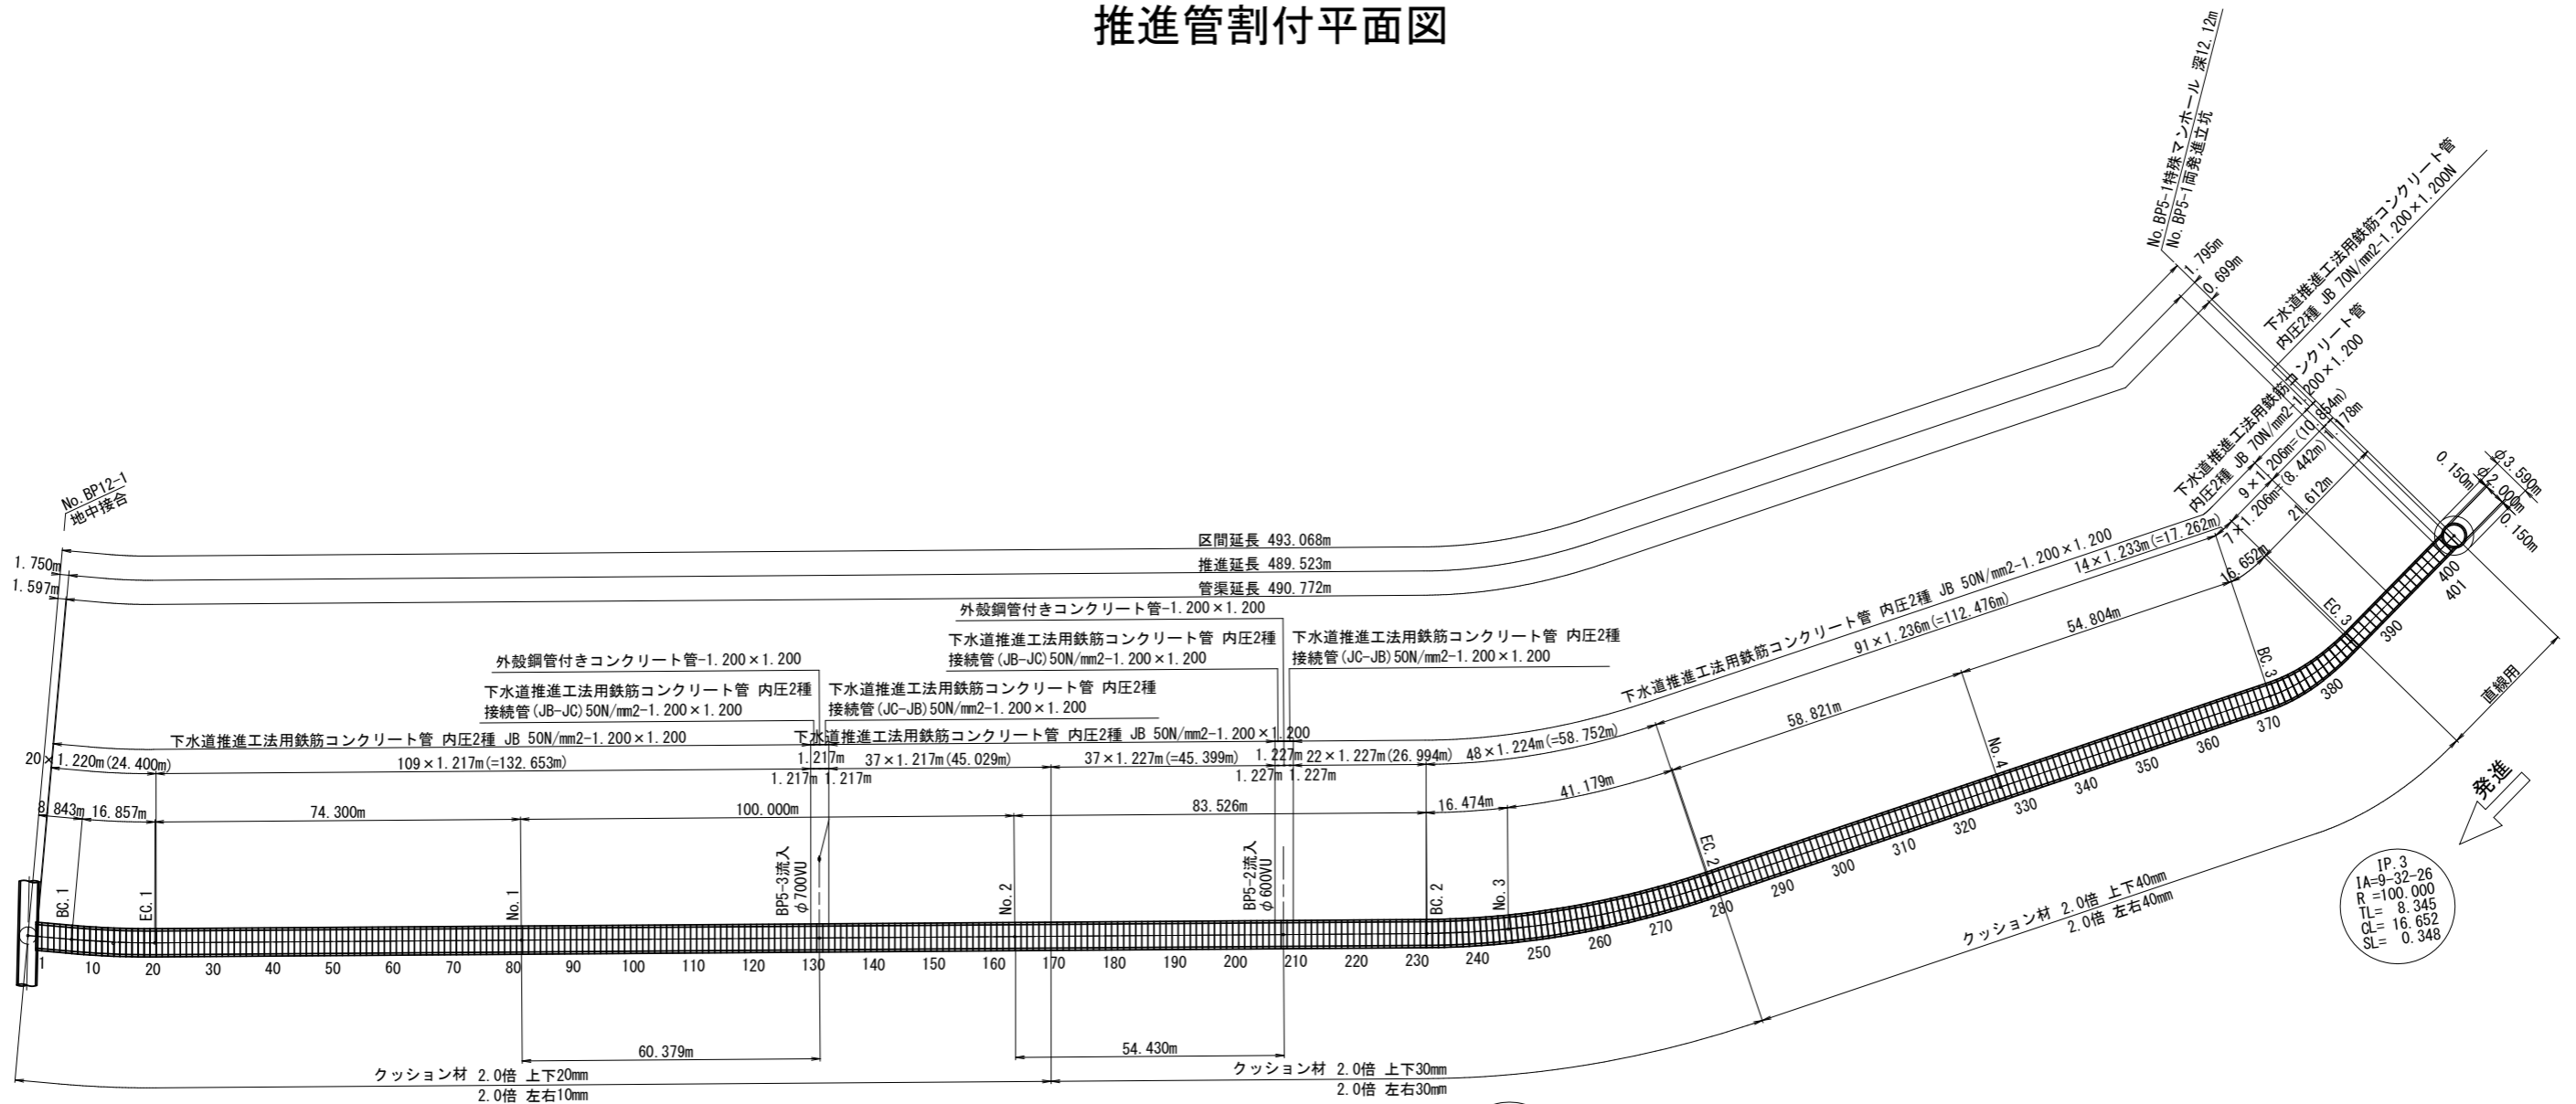 推進管割付平面図
No.BP5-1特殊マンホール 深12.12m
No.BP5-1両発進立坑
1.795m
0.699m
下水道推進工法用鉄筋コンクリート管
内圧2種 JB 70N/mm2-1.200×1.200N
下水道推進工法用鉄筋コンクリート管
内圧2種 JB 70N/mm2-1.200×1.200
9×1.206m=(10.854m)
7×1.206m=(8.442m)
1.178m
21.612m
16.652m
0.150m
φ2.000m
φ3.590m
0.150m
No.BP12-1
地中接合
1.750m
1.597m
区間延長 493.068m
推進延長 489.523m
管渠延長 490.772m
外殻鋼管付きコンクリート管-1.200×1.200
下水道推進工法用鉄筋コンクリート管 内圧2種
接続管(JB-JC)50N/mm2-1.200×1.200
下水道推進工法用鉄筋コンクリート管 内圧2種
接続管(JC-JB)50N/mm2-1.200×1.200
外殻鋼管付きコンクリート管-1.200×1.200
下水道推進工法用鉄筋コンクリート管 内圧2種
接続管(JB-JC)50N/mm2-1.200×1.200
下水道推進工法用鉄筋コンクリート管 内圧2種
接続管(JC-JB)50N/mm2-1.200×1.200
下水道推進工法用鉄筋コンクリート管 内圧2種 JB 50N/mm2-1.200×1.200
下水道推進工法用鉄筋コンクリート管 内圧2種 JB 50N/mm2-1.200×1.200
下水道推進工法用鉄筋コンクリート管 内圧2種 JB 50N/mm2-1.200×1.200
20×1.220m(24.400m)
109×1.217m(=132.653m)
1.217m
1.217m
1.217m
37×1.217m(45.029m)
37×1.227m(=45.399m)
1.227m
1.227m
1.227m
22×1.227m(26.994m)
48×1.224m(=58.752m)
91×1.236m(=112.476m)
14×1.233m(=17.262m)
8.843m
16.857m
74.300m
100.000m
83.526m
16.474m
41.179m
58.821m
54.804m
BC.1
EC.1
No.1
BP5-3流入
φ700VU
No.2
BP5-2流入
φ600VU
BC.2
No.3
EC.2
No.4
BC.3
EC.3
1
10
20
30
40
50
60
70
80
90
100
110
120
130
140
150
160
170
180
190
200
210
220
230
240
250
260
270
280
290
300
310
320
330
340
350
360
370
380
390
400
401
直線用
発進
60.379m
54.430m
クッション材 2.0倍 上下20mm
2.0倍 左右10mm
クッション材 2.0倍 上下30mm
2.0倍 左右30mm
クッション材 2.0倍 上下40mm
2.0倍 左右40mm
IP.3
IA=9-32-26
R =100.000
TL= 8.345
CL= 16.652
SL= 0.348